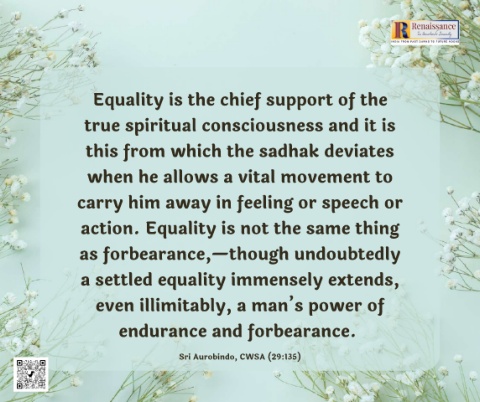 Renaissance
Equality is the chief support of the
true spiritual consciousness and it is
this from which the sadhak deviates
when he allows a vital movement to
carry him away in feeling or speech or
action. Equality is not the same thing
as forbearance,—though undoubtedly
a settled equality immensely extends,
even illimitably, a man's power of
endurance and forbearance.
Sri Aurobindo, CWSA (29:135)